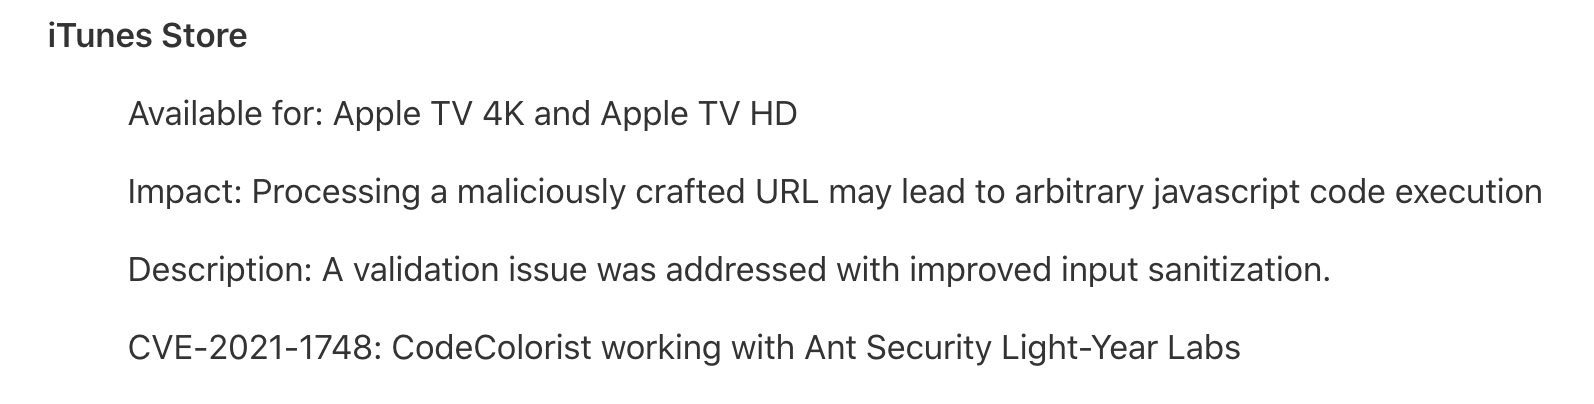 iTunes Store
Available for: Apple TV 4K and Apple TV HD
Impact: Processing a maliciously crafted URL may lead to arbitrary javascript code execution
Description: A validation issue was addressed with improved input sanitization.
CVE-2021-1748: CodeColorist working with Ant Security Light-Year Labs